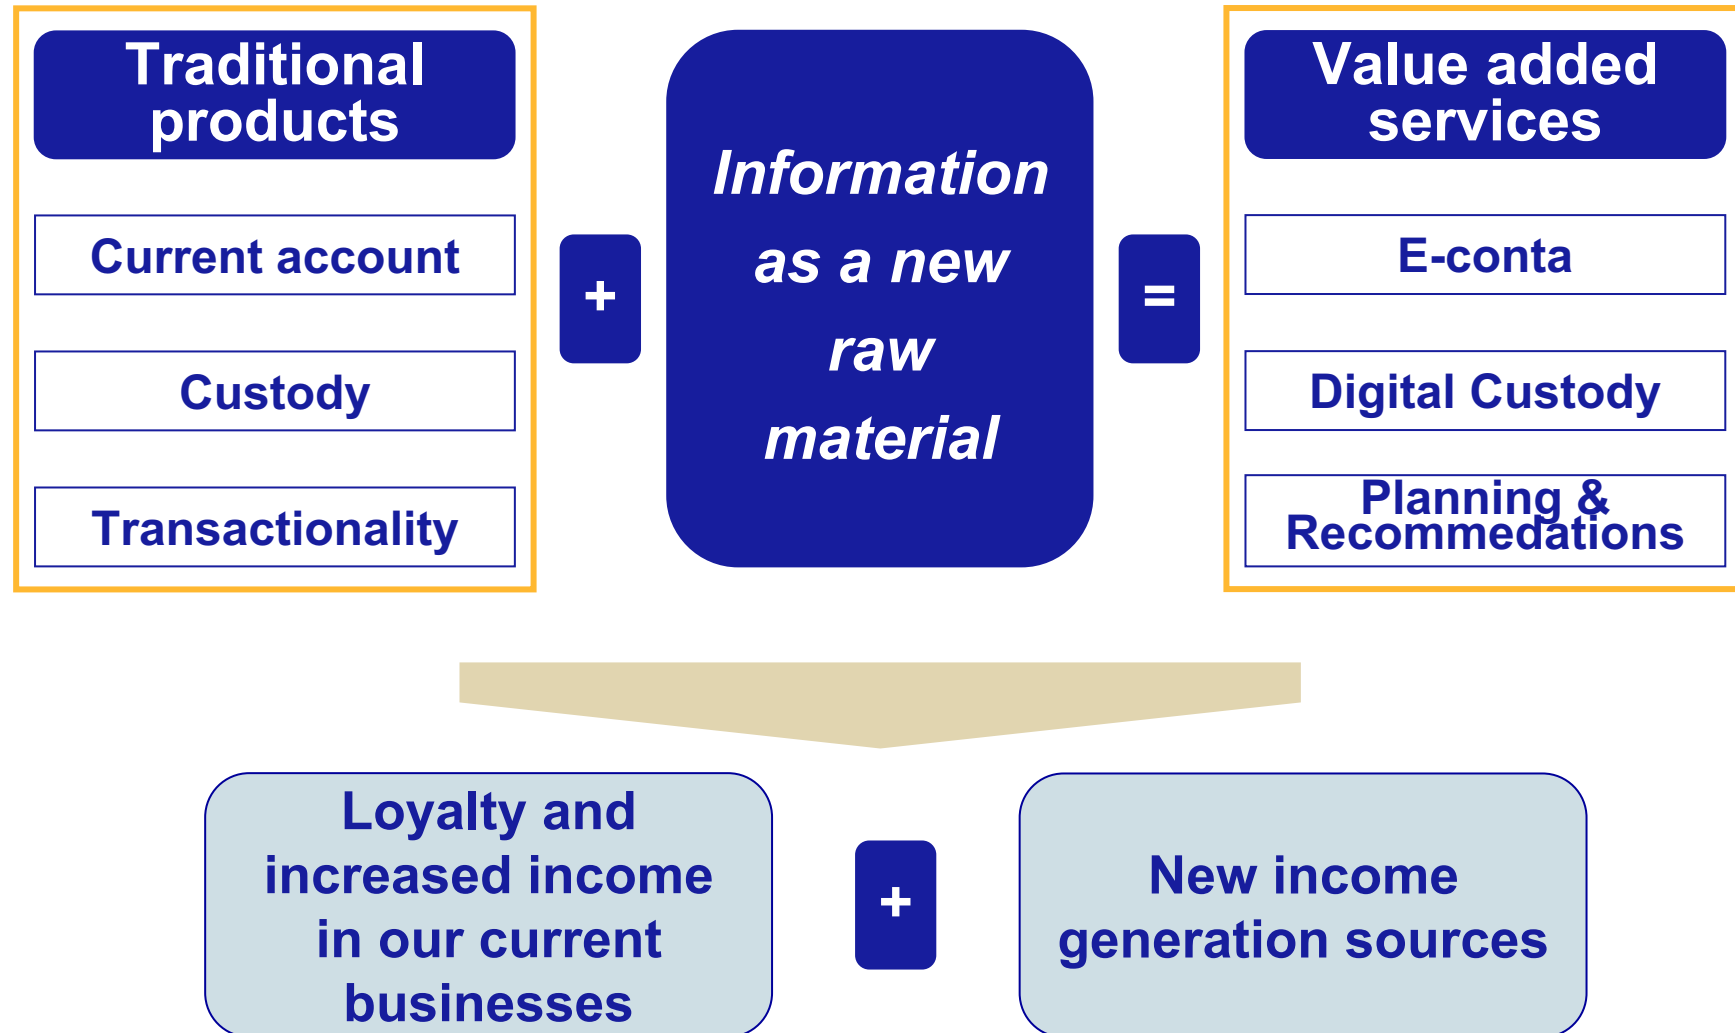 Traditional
products
Current account
Custody
Transactionality
+
Information
as a new
raw
material
=
Value added
services
E-conta
Digital Custody
Planning &
Recommedations
Loyalty and
increased income
in our current
businesses
+
New income
generation sources